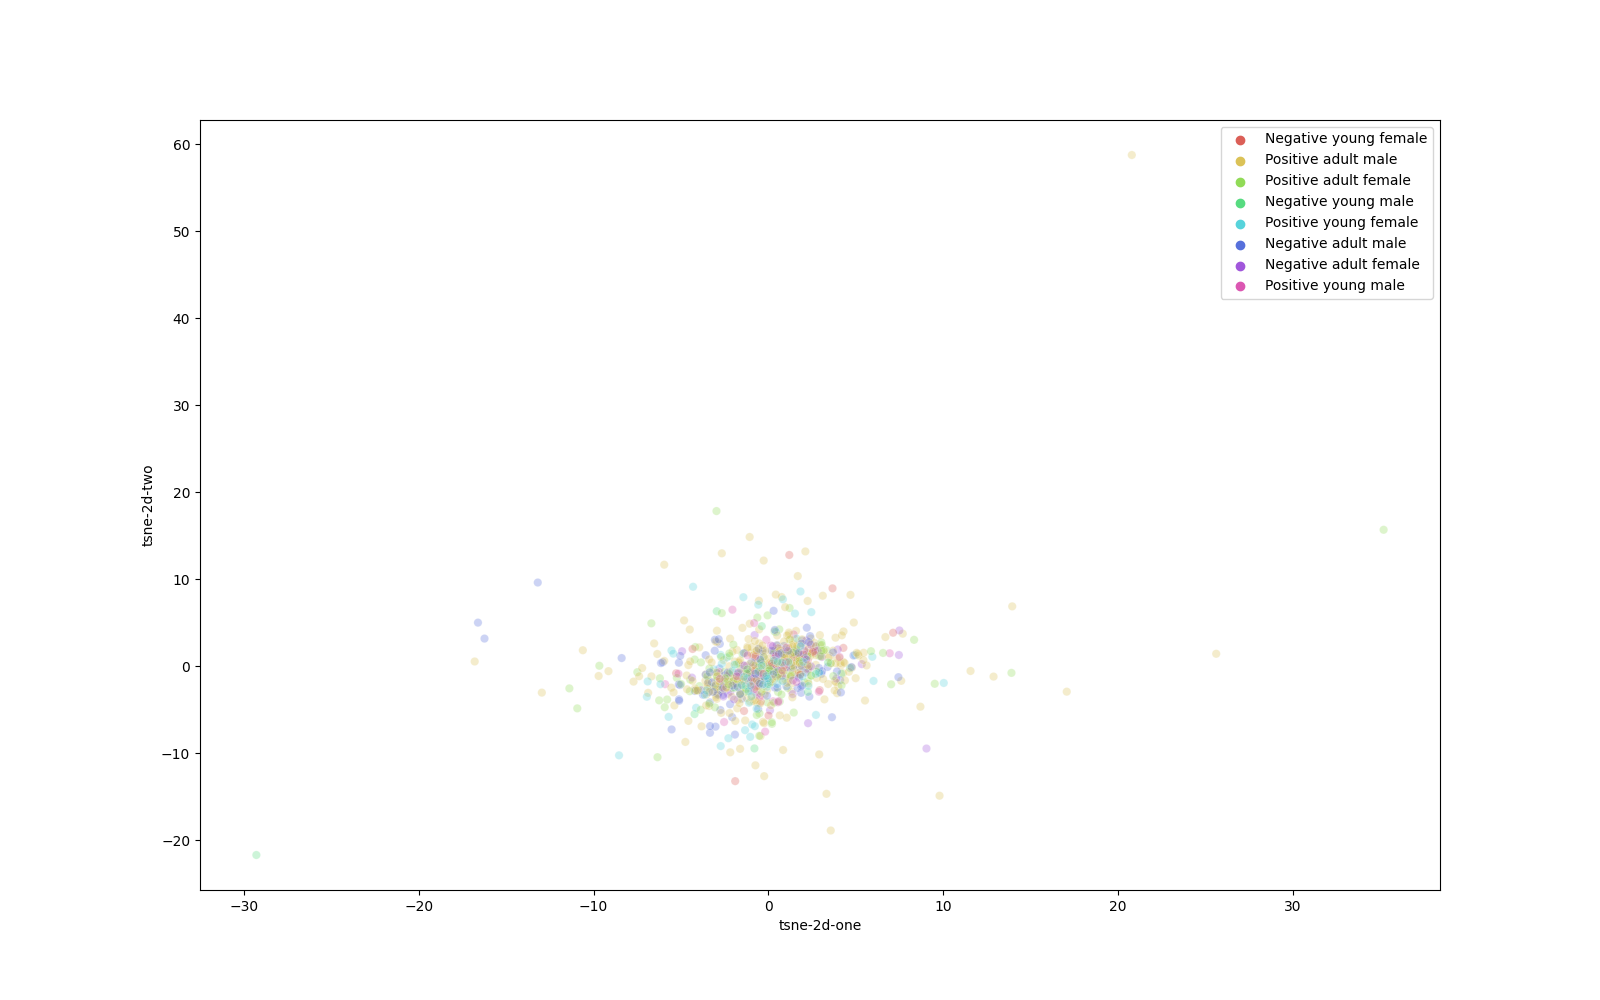 Negative young female
Positive adult male
Positive adult female
Negative young male
Positive young female
Negative adult male
Negative adult female
Positive young male
60
50
40
30
20
10
0
−10
−20
tsne-2d-two
−30 −20 −10 0 10 20 30
tsne-2d-one